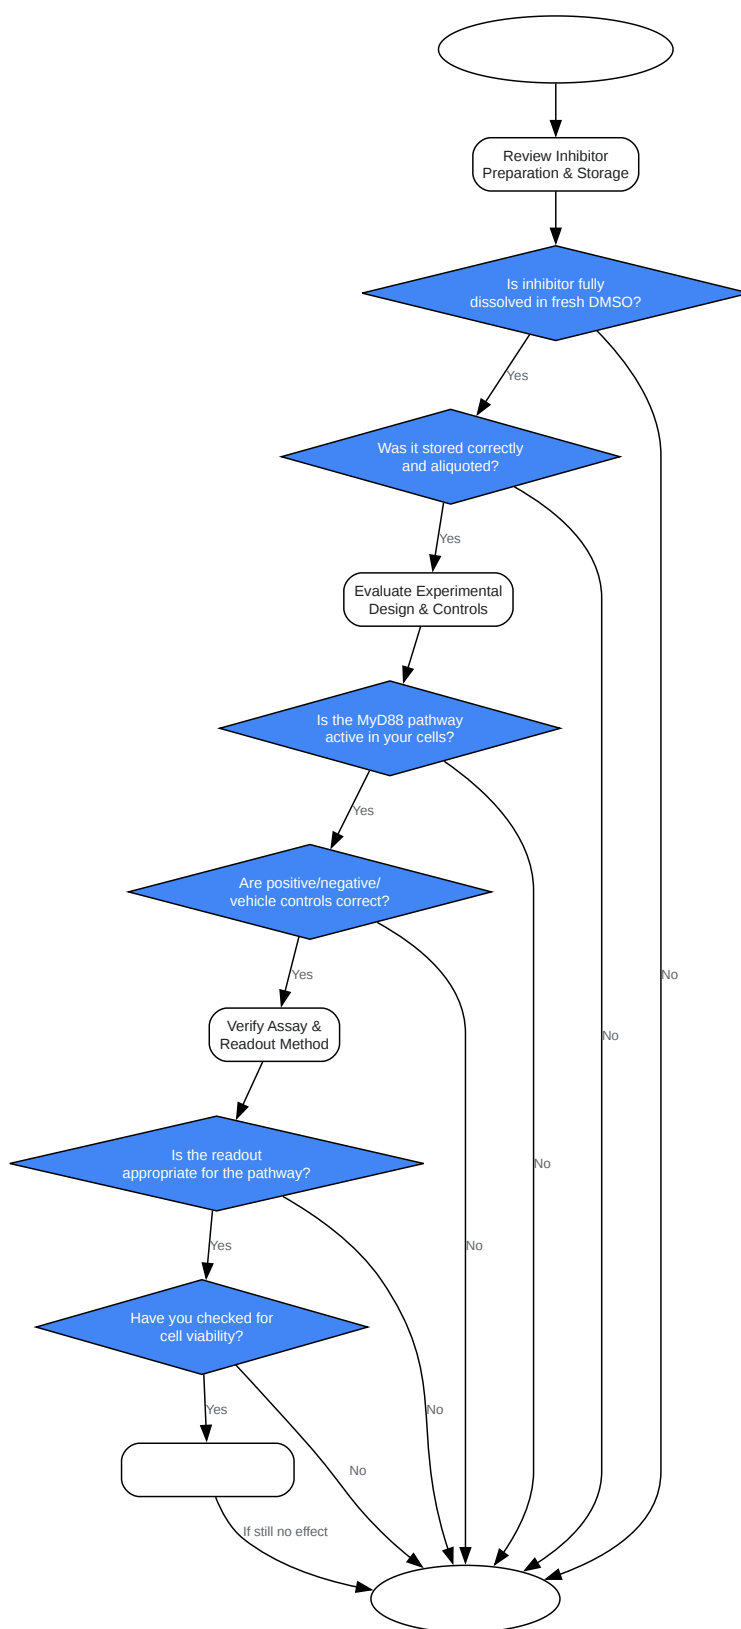 Review Inhibitor
Preparation & Storage
Is inhibitor fully
dissolved in fresh DMSO?
Yes
Was it stored correctly
and aliquoted?
Yes
Evaluate Experimental
Design & Controls
Is the MyD88 pathway
active in your cells?
Yes
Are positive/negative/
vehicle controls correct?
Yes
No
Verify Assay &
Readout Method
No
Is the readout
appropriate for the pathway?
No
Yes
No
Have you checked for
cell viability?
Yes
No
No
If still no effect